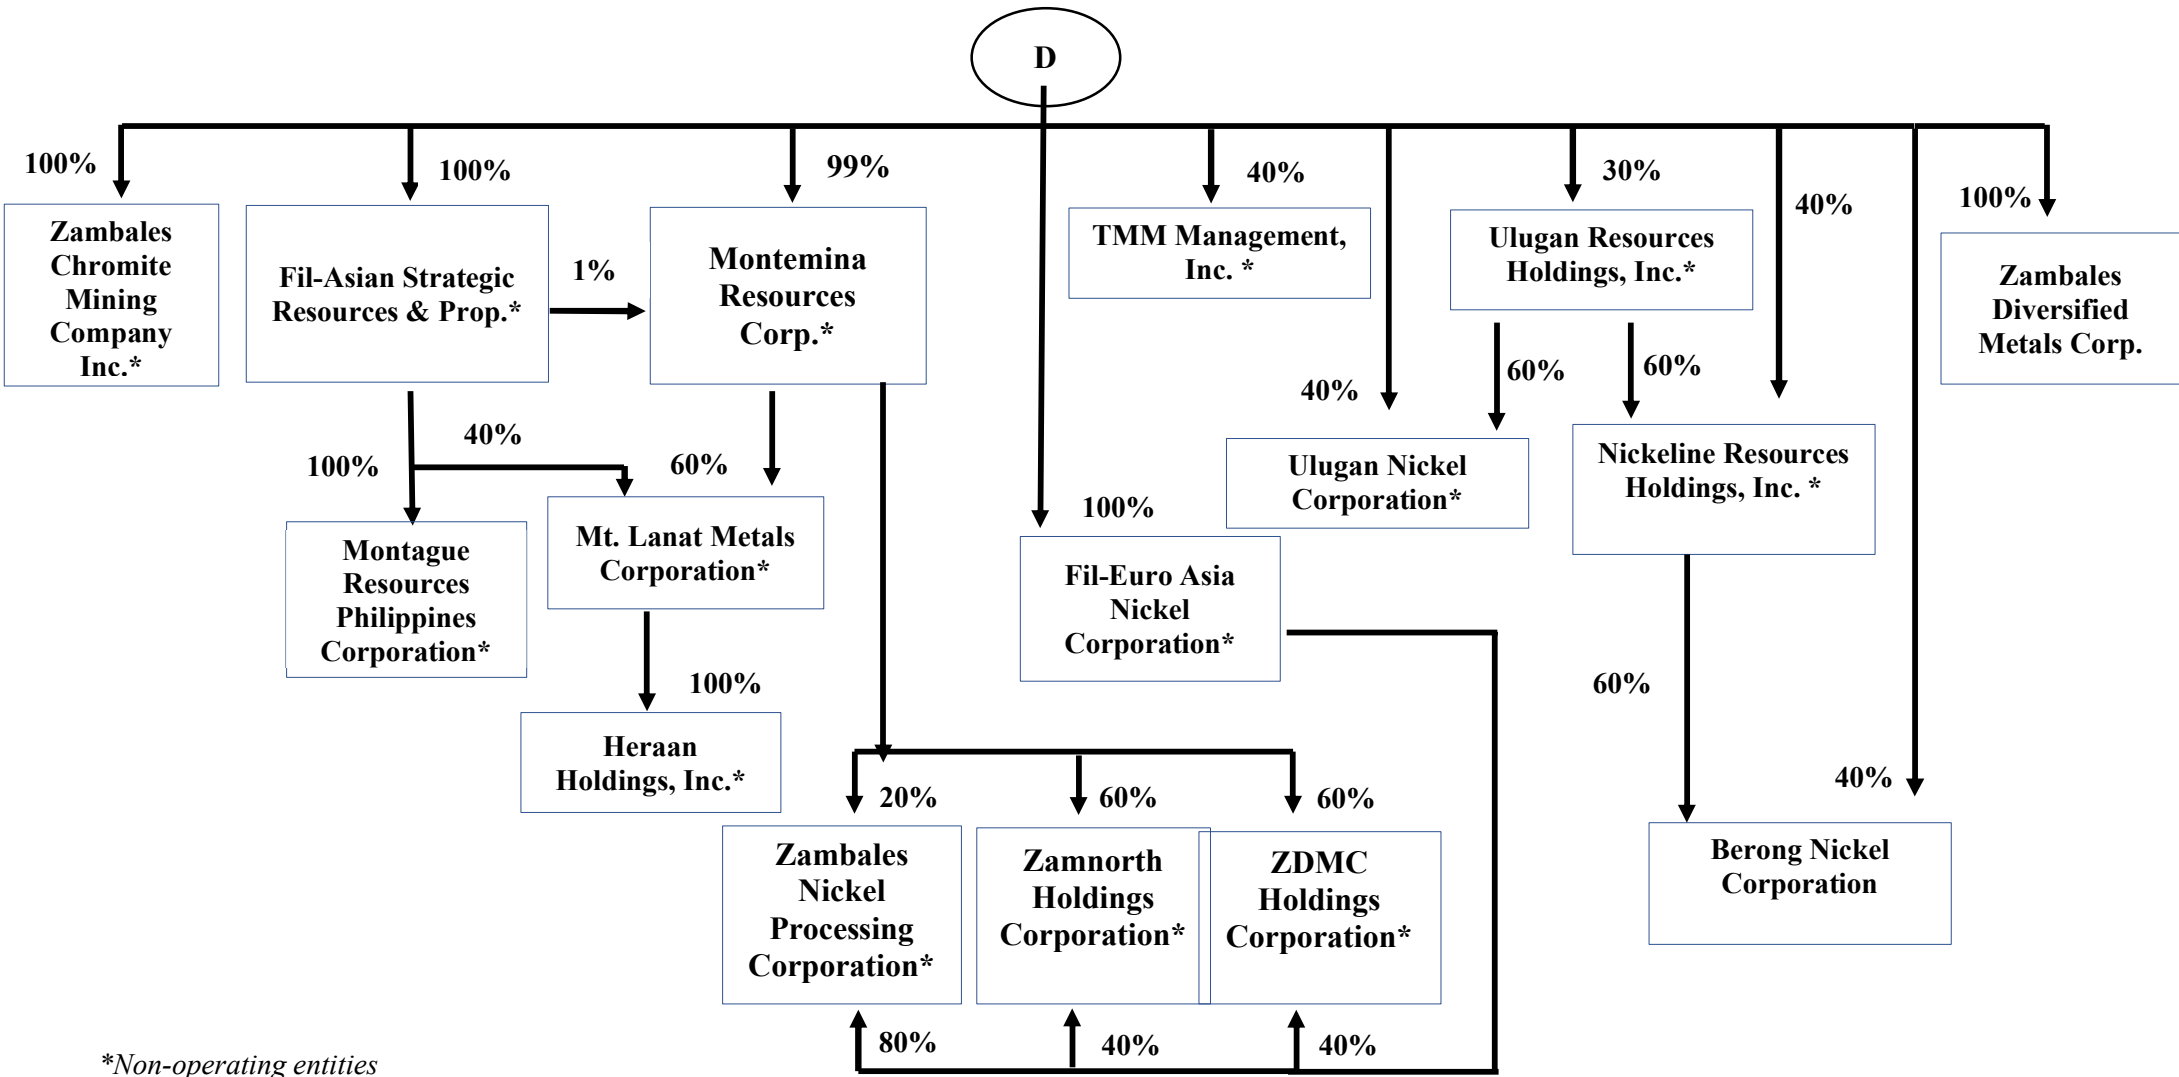 D
100%
100%
99%
40%
30%
40%
100%
Zambales
Chromite
Mining
Company
Inc.*
Fil-Asian Strategic
Resources & Prop.*
1%
Montemina
Resources
Corp.*
TMM Management,
Inc. *
Ulugan Resources
Holdings, Inc.*
Zambales
Diversified
Metals Corp.
40%
60%
60%
100%
40%
60%
Ulugan Nickel
Corporation*
Nickeline Resources
Holdings, Inc. *
Montague
Resources
Philippines
Corporation*
Mt. Lanat Metals
Corporation*
100%
Fil-Euro Asia
Nickel
Corporation*
100%
60%
Heraan
Holdings, Inc.*
20%
60%
60%
40%
Zambales
Nickel
Processing
Corporation*
Zamnorth
Holdings
Corporation*
ZDMC
Holdings
Corporation*
Berong Nickel
Corporation
80%
40%
40%
*Non-operating entities